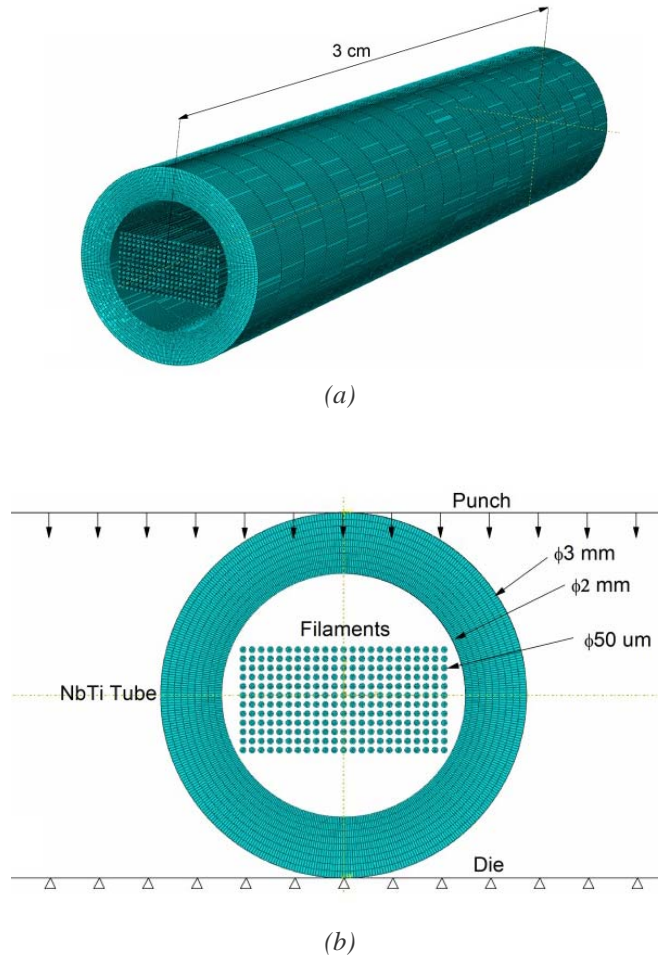 3 cm
(a)
Punch
ϕ3 mm
ϕ2 mm
Filaments
ϕ50 um
NbTi Tube
Die
(b)